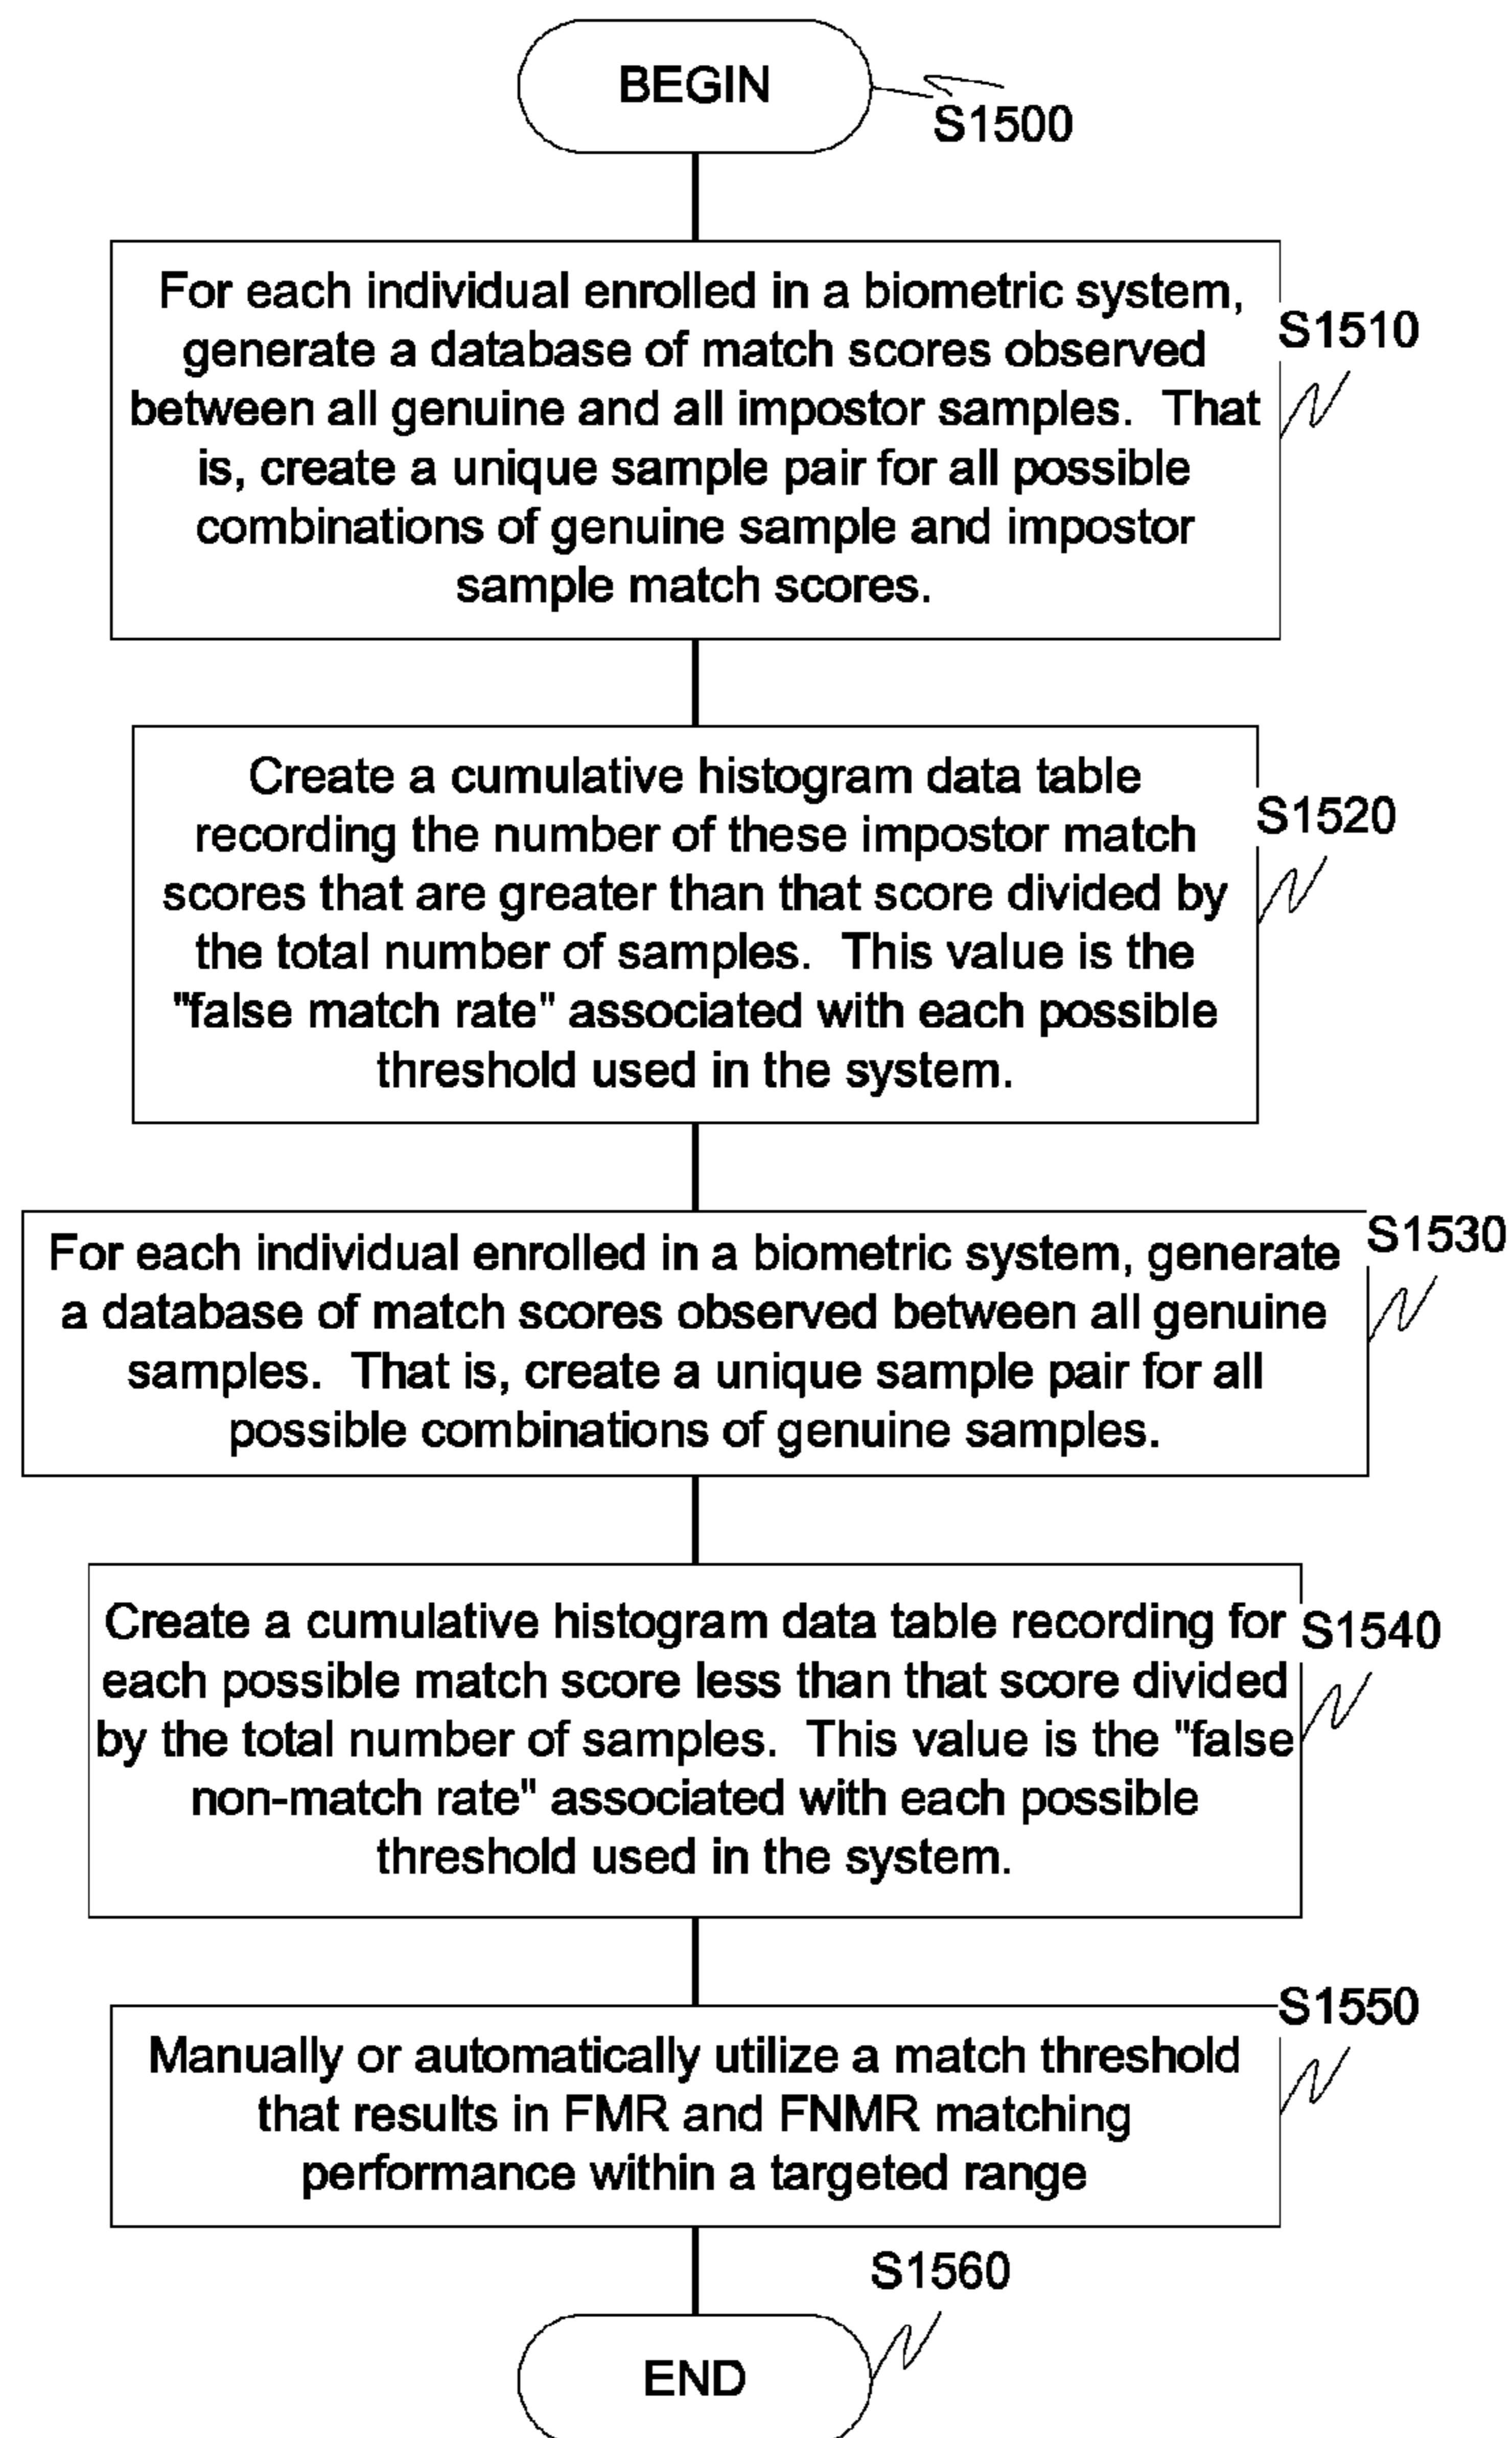 BEGIN
S1500
For each individual enrolled in a biometric system,
generate a database of match scores observed
between all genuine and all impostor samples. That
is, create a unique sample pair for all possible
combinations of genuine sample and impostor
sample match scores.
S1510
Create a cumulative histogram data table
recording the number of these impostor match
scores that are greater than that score divided by
the total number of samples. This value is the
"false match rate" associated with each possible
threshold used in the system.
S1520
For each individual enrolled in a biometric system, generate
a database of match scores observed between all genuine
samples. That is, create a unique sample pair for all
possible combinations of genuine samples.
S1530
Create a cumulative histogram data table recording for
each possible match score less than that score divided
by the total number of samples. This value is the "false
non-match rate" associated with each possible
threshold used in the system.
S1540
Manually or automatically utilize a match threshold
that results in FMR and FNMR matching
performance within a targeted range
S1550
END
S1560